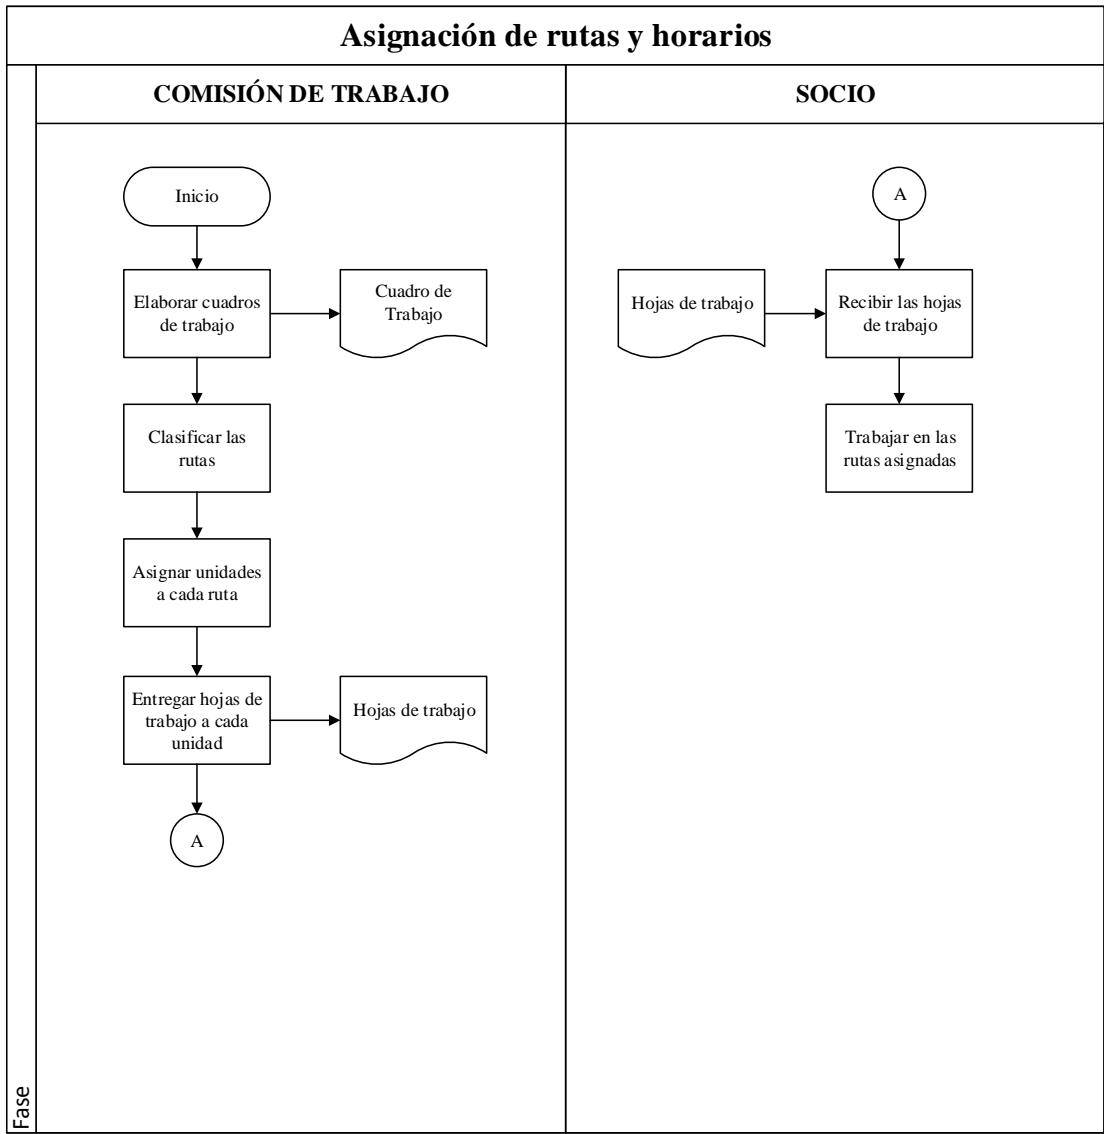 Asignación de rutas y horarios
COMISIÓN DE TRABAJO
SOCIO
Inicio
Elaborar cuadros
de trabajo
Cuadro de
Trabajo
Clasificar las
rutas
Asignar unidades
a cada ruta
Entregar hojas de
trabajo a cada
unidad
Hojas de trabajo
A
A
Hojas de trabajo
Recibir las hojas
de trabajo
Trabajar en las
rutas asignadas
Fase